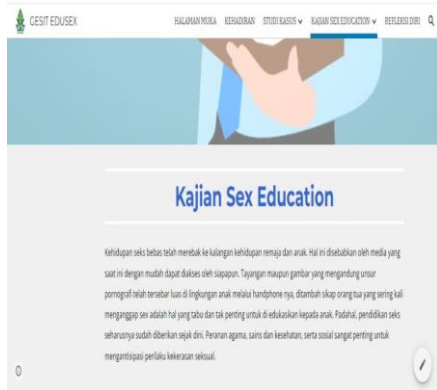 GESIT EDUSEX
HALAMAN MUKA KEHADIRAN STUDI KASUS KAJIAN SEX EDUCATION REFLEKSI DIRI
Kajian Sex Education
Kehidupan seks bebas telah merebak ke kalangan kehidupan remaja dan anak. Hal ini disebabkan oleh media yang
saat ini dengan mudah dapat diakses oleh siapapun. Tayangan maupun gambar yang mengandung unsur
pornografi telah tersebar luas di lingkungan anak melalui handphone nya, ditambah sikap orang tua yang sering kali
menganggap sex adalah hal yang tabu dan tak penting untuk di edukasikan kepada anak. Padahal, pendidikan seks
seharusnya sudah diberikan sejak dini. Peranan agama, sains dan kesehatan, serta sosial sangat penting untuk
mengantisipasi perilaku kekerasan seksual.